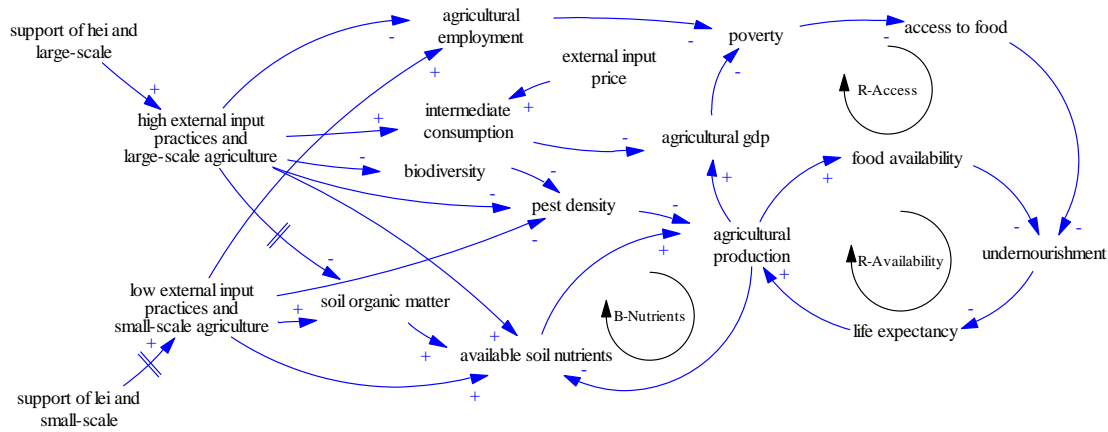 support of hei and
large-scale
+
high external input
practices and
large-scale agriculture
-
agricultural
employment
+
-
poverty
-
access to food
external input
price
+
+
intermediate
consumption
-
agricultural gdp
-
R-Access
-
biodiversity
-
-
pest density
-
-
+
food availability
+
-
-
undernourishment
agricultural
production
+
+
R-Availability
-
low external input
practices and
small-scale agriculture
+
-
+
soil organic matter
+
+
available soil nutrients
+
-
B-Nutrients
life expectancy
-
support of lei and
small-scale